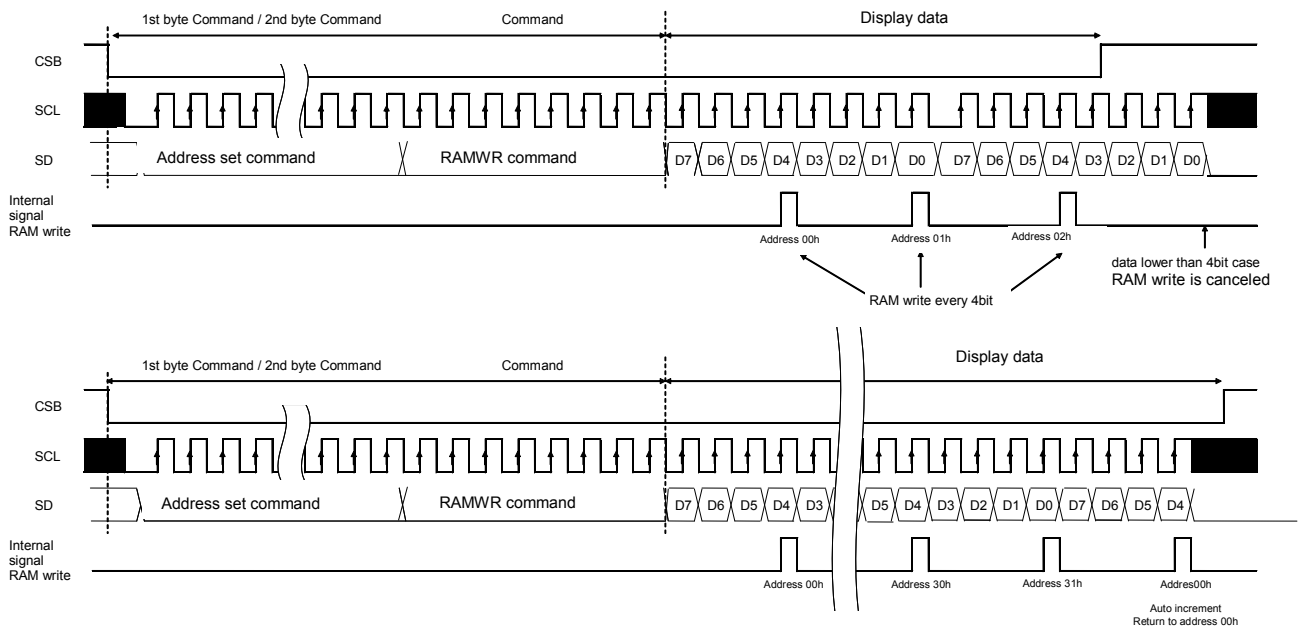 1st byte Command / 2nd byte Command Command Display data
CSB
SCL
SD Address set command RAMWR command D7 D6 D5 D4 D3 D2 D1 D0 D7 D6 D5 D4 D3 D2 D1 D0
Internal
signal
RAM write
Address 00h Address 01h Address 02h
data lower than 4bit case
RAM write is canceled
RAM write every 4bit
1st byte Command / 2nd byte Command Command Display data
CSB
SCL
SD Address set command RAMWR command D7 D6 D5 D4 D3 D5 D4 D3 D2 D1 D0 D7 D6 D5 D4
Internal
signal
RAM write
Address 00h Address 30h Address 31h Addres00h
Auto increment
Return to address 00h